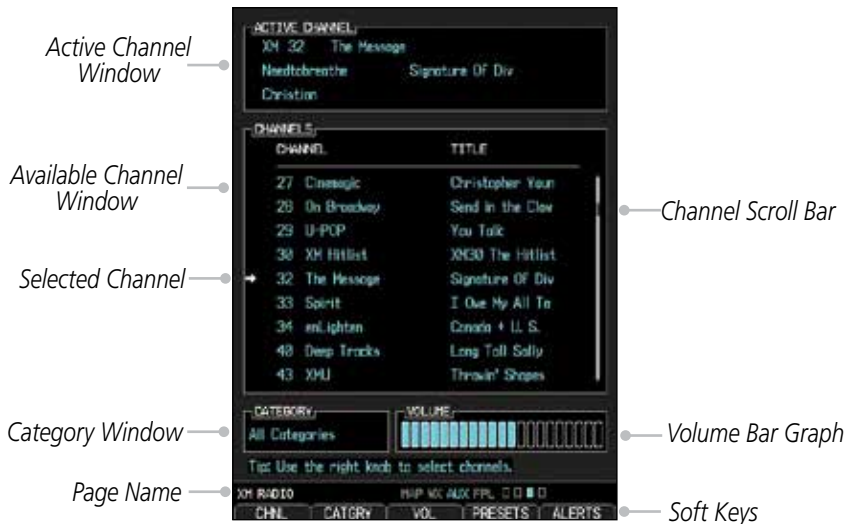 ACTIVE CHANNEL
XM 32 The Message
Needtobreathe Signature Of Div
Christian
Active Channel Window
CHANNELS
CHANNEL TITLE
27 Cinemagic Christopher Youn
28 On Broadway Send in the Clow
29 U-POP You Talk
30 XM Hitlist XM30 The Hitlist
32 The Message Signature Of Div
33 Spirit I Owe My All To
34 enLighten Canada + U. S.
40 Deep Tracks Long Tall Sally
43 XMU Throwin' Shapes
Available Channel Window
Channel Scroll Bar
Selected Channel
CATEGORY
All Categories
VOLUME
Category Window
Volume Bar Graph
Tip: Use the right knob to select channels.
Page Name
XM RADIO MAP WX AUX FPL
CHNL CATGRY VOL PRESETS ALERTS
Soft Keys